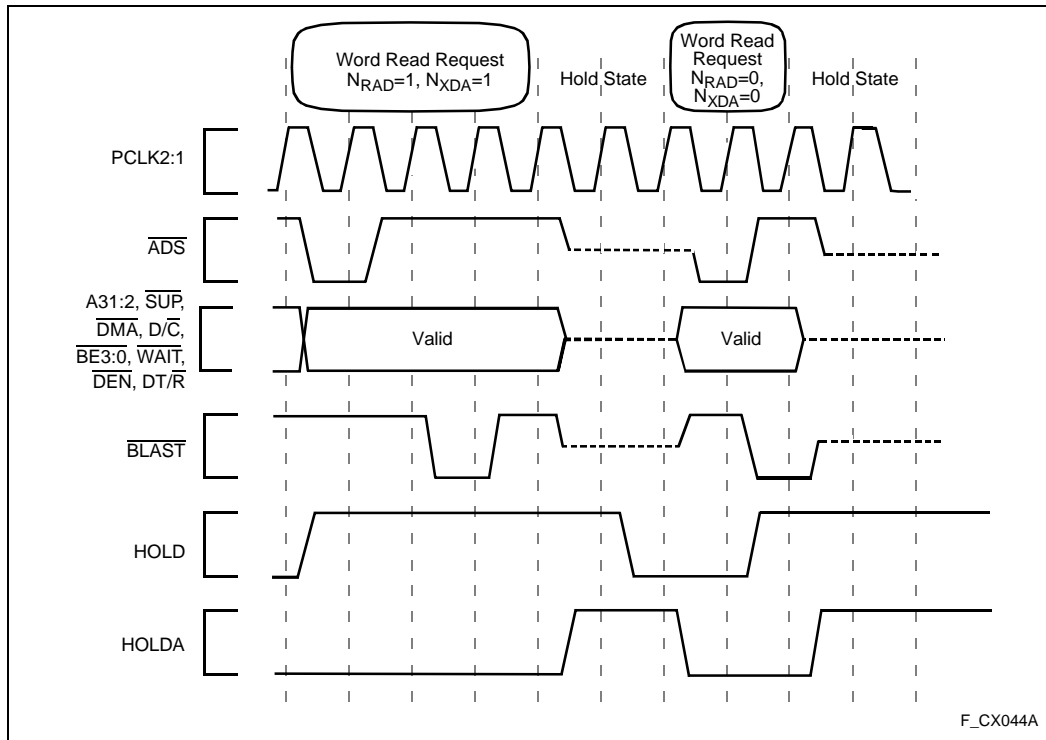 Word Read Request
NRAD=1, NXDA=1
Hold State
Word Read
Request
NRAD=0,
NXDA=0
Hold State
PCLK2:1
ADS
A31:2, SUP,
DMA, D/C,
BE3:0, WAIT,
DEN, DT/R
Valid
Valid
BLAST
HOLD
HOLDA
F_CX044A